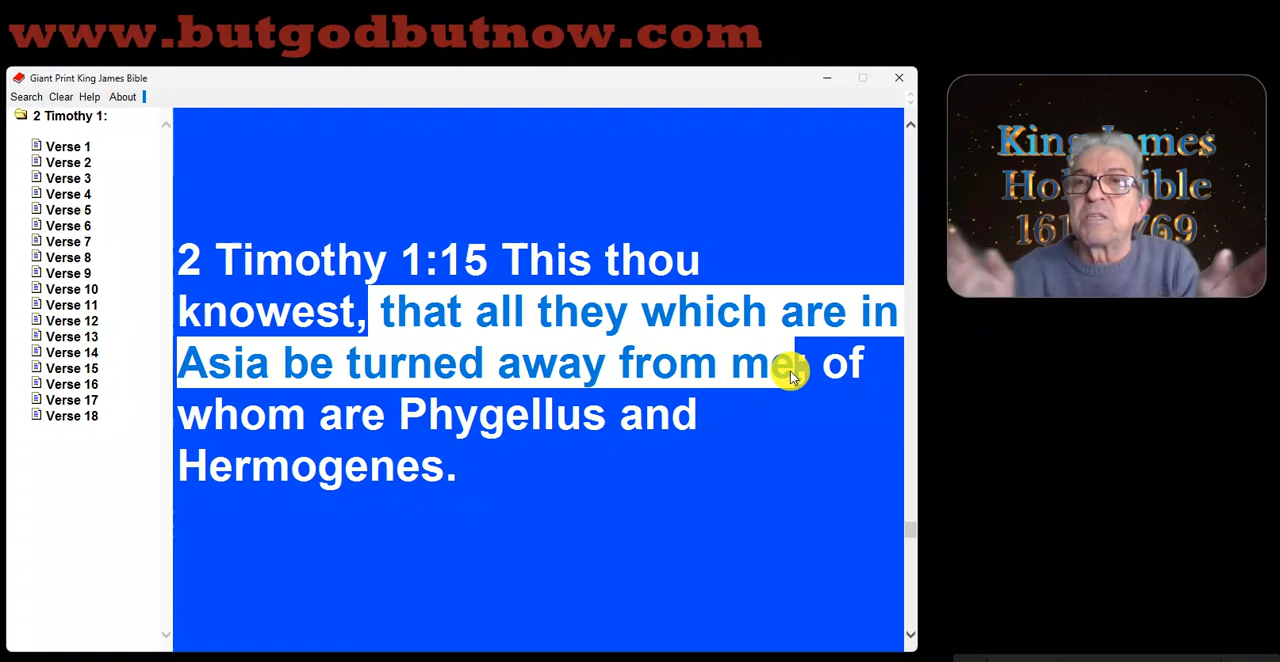 www.butgodbutnow.com
Giant Print King James Bible
Search Clear Help About
2 Timothy 1:
Verse 1
Verse 2
Verse 3
Verse 4
Verse 5
Verse 6
Verse 7
Verse 8
Verse 9
Verse 10
Verse 11
Verse 12
Verse 13
Verse 14
Verse 15
Verse 16
Verse 17
Verse 18
2 Timothy 1:15 This thou
knowest, that all they which are in
Asia be turned away from me; of
whom are Phygellus and
Hermogenes.
King James